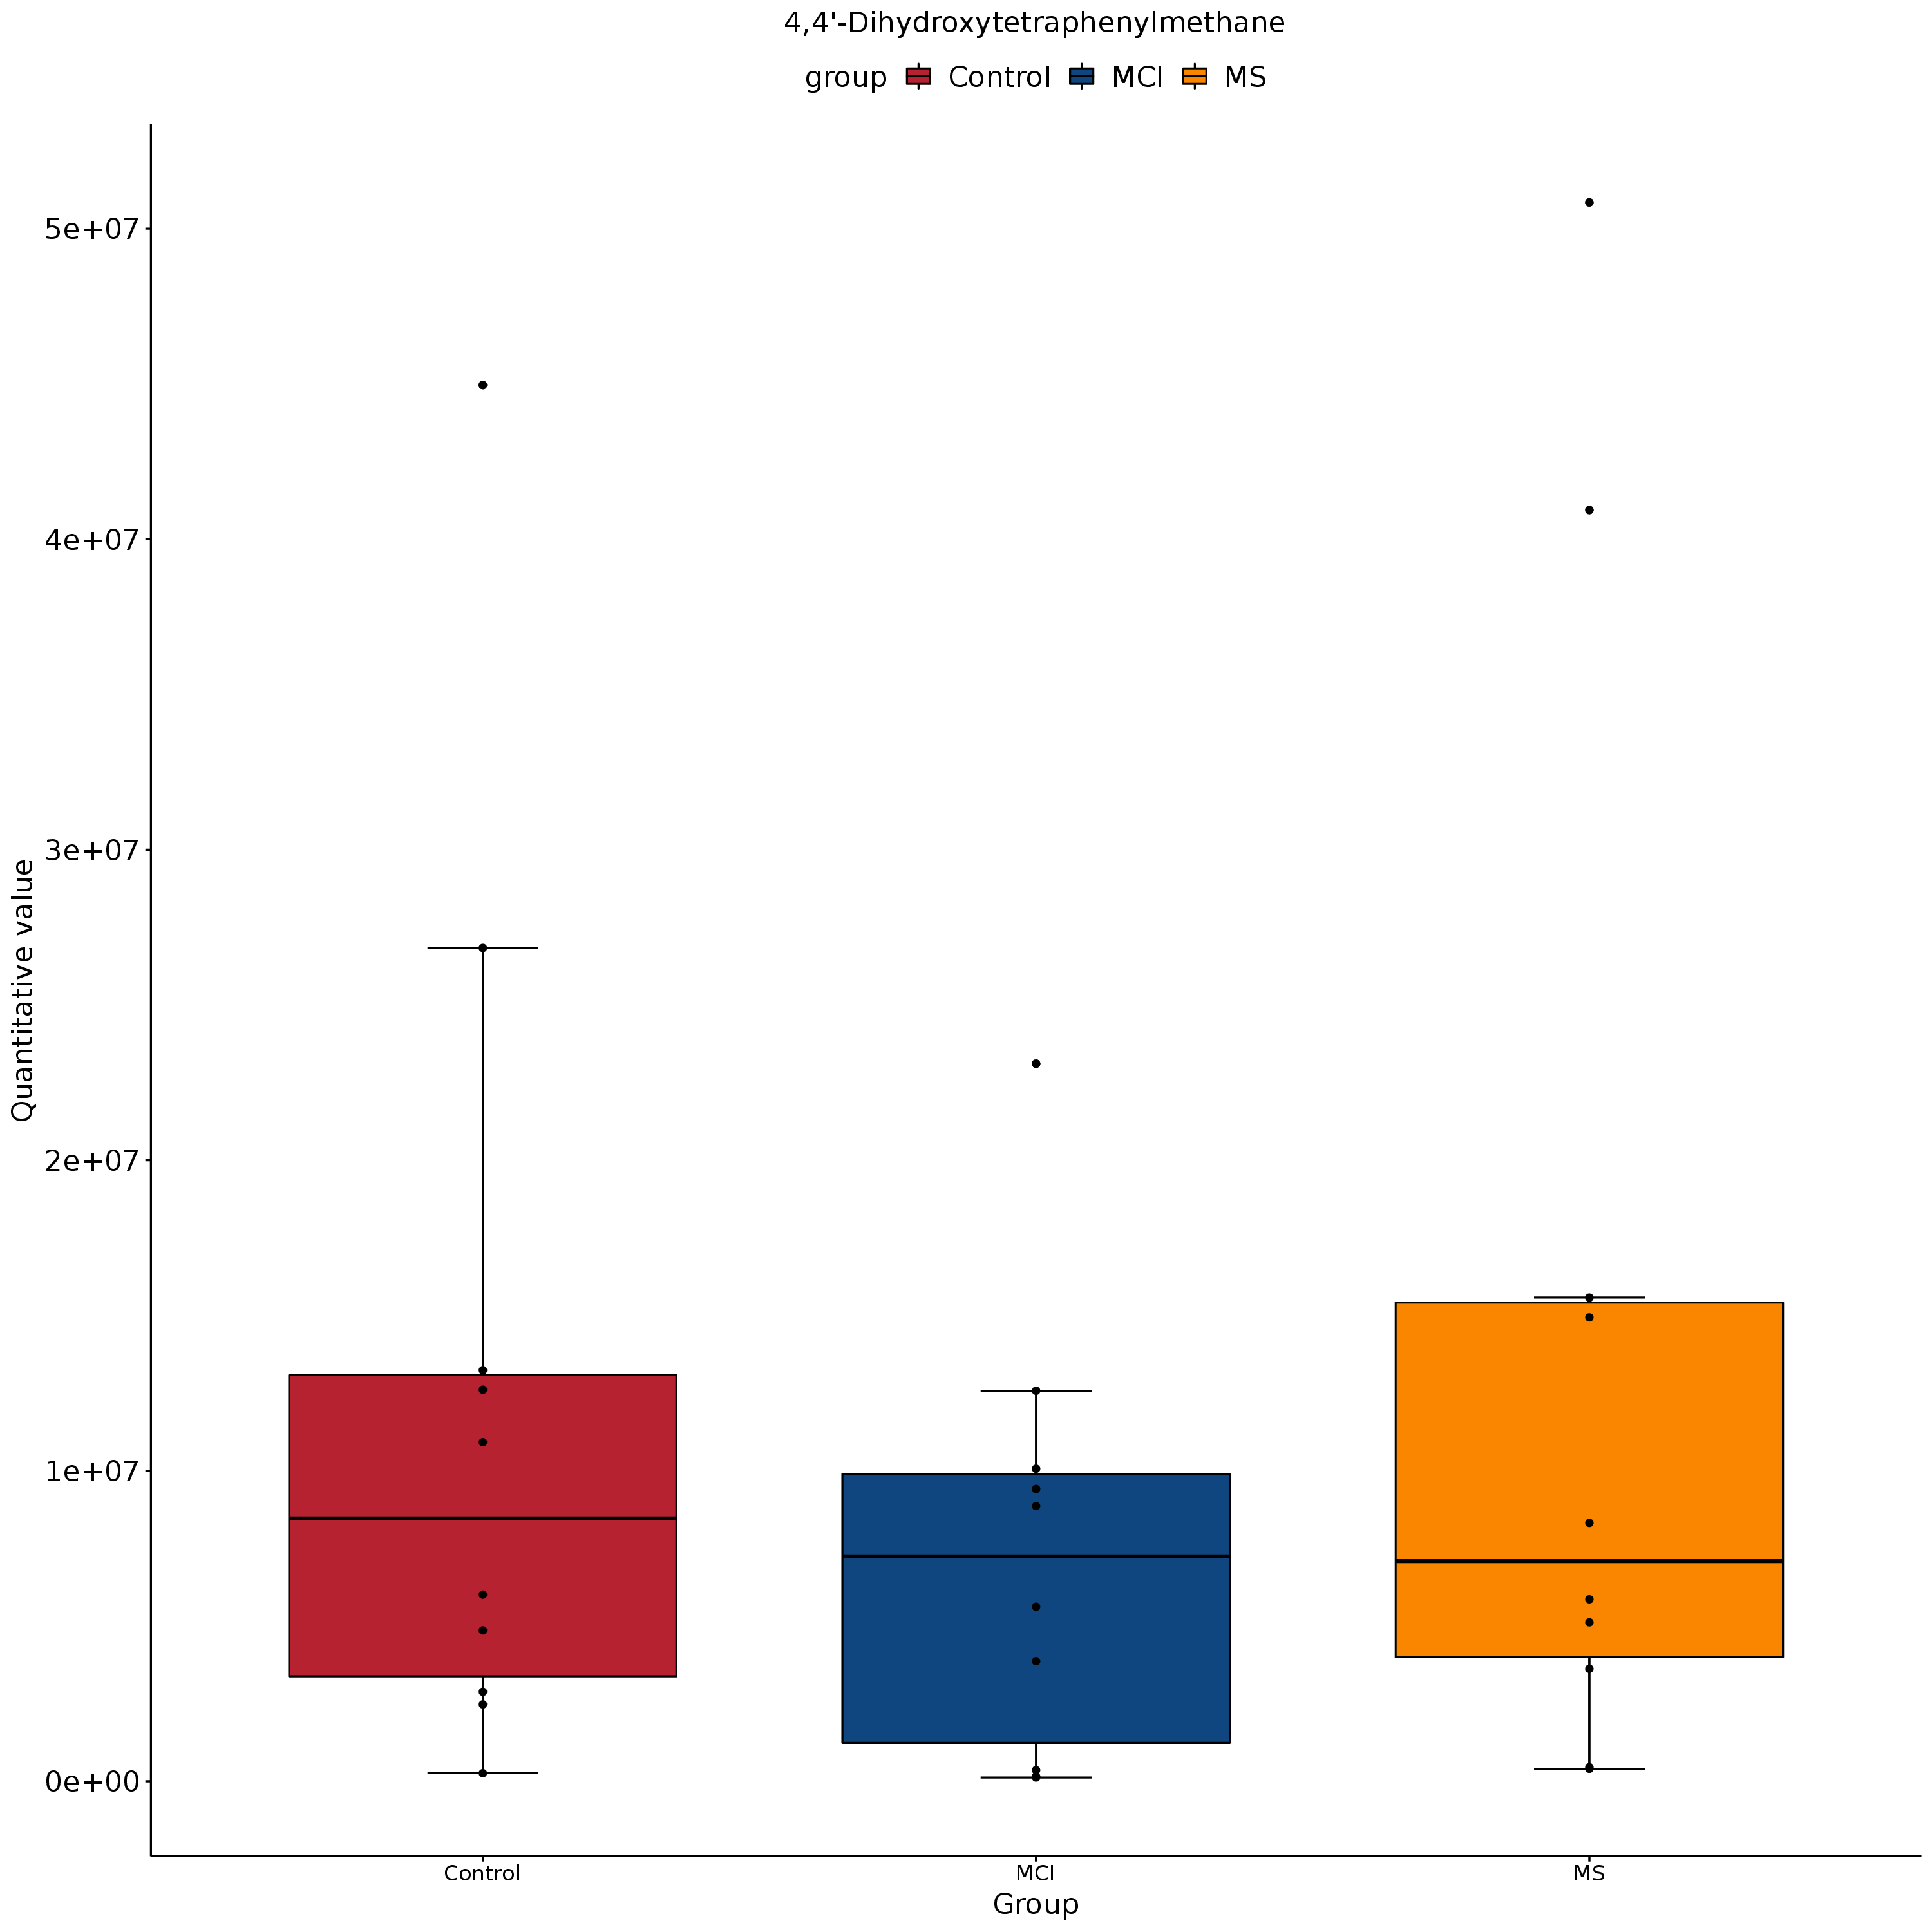 4,4'-Dihydroxytetraphenylmethane
group Control MCI MS
5e+07
4e+07
3e+07
2e+07
1e+07
0e+00
Quantitative value
Control MCI MS
Group